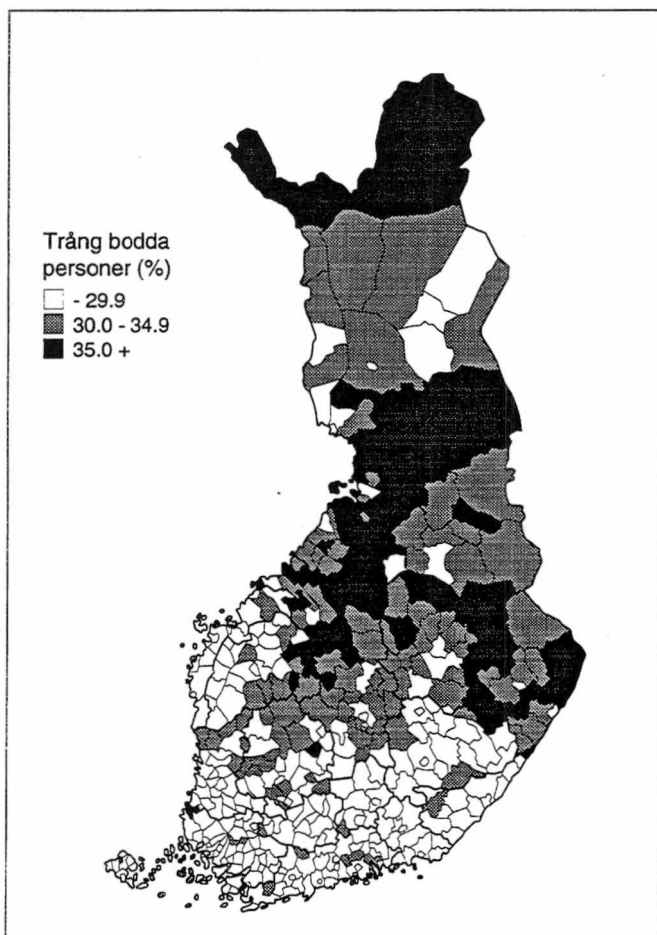 Trång bodda
personer (%)
- 29.9
30.0 - 34.9
35.0 +